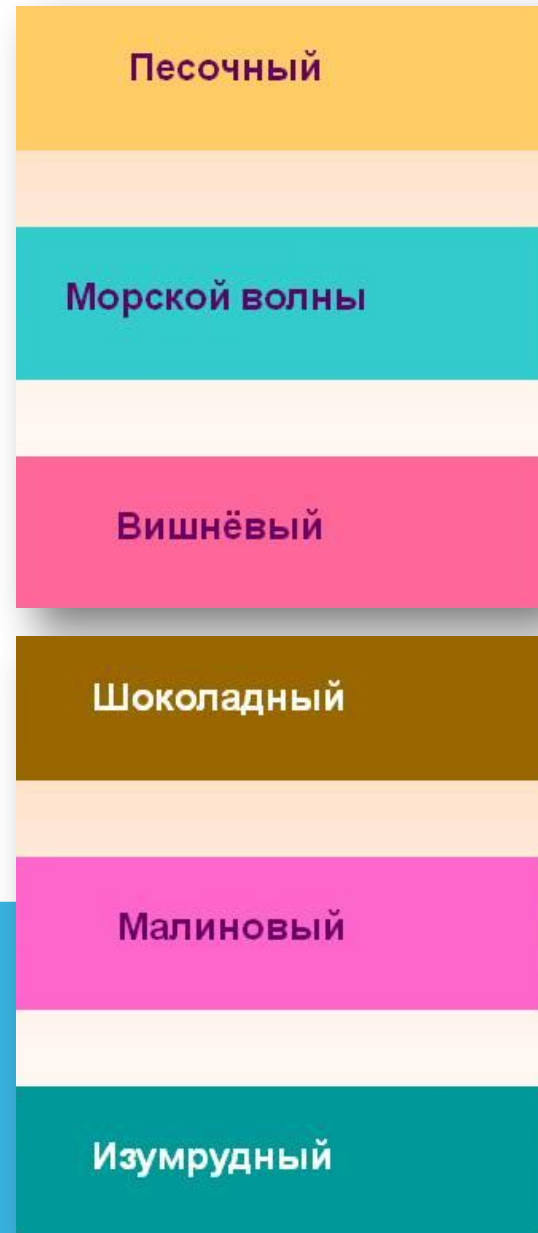 Песочный
Морской волны
Вишнёвый
Шоколадный
Малиновый
Изумрудный